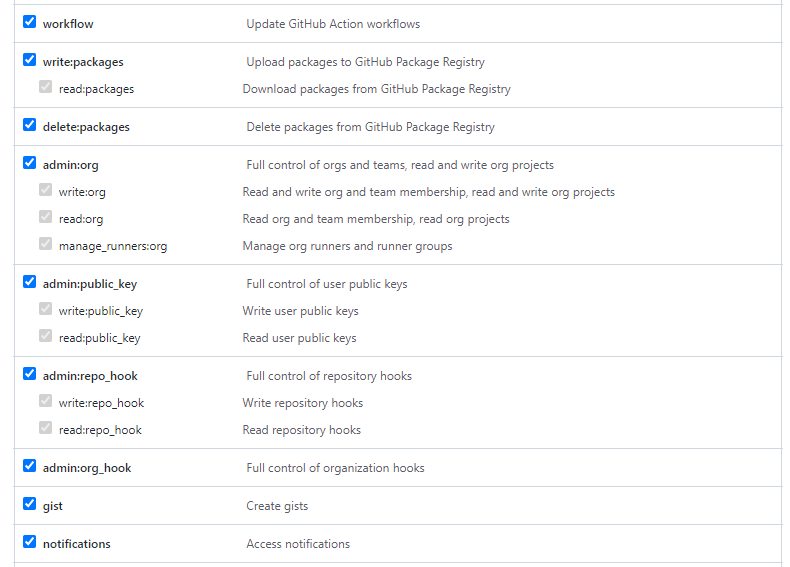 workflow Update GitHub Action workflows
write:packages Upload packages to GitHub Package Registry
read:packages Download packages from GitHub Package Registry
delete:packages Delete packages from GitHub Package Registry
admin:org Full control of orgs and teams, read and write org projects
write:org Read and write org and team membership, read and write org projects
read:org Read org and team membership, read org projects
manage_runners:org Manage org runners and runner groups
admin:public_key Full control of user public keys
write:public_key Write user public keys
read:public_key Read user public keys
admin:repo_hook Full control of repository hooks
write:repo_hook Write repository hooks
read:repo_hook Read repository hooks
admin:org_hook Full control of organization hooks
gist Create gists
notifications Access notifications